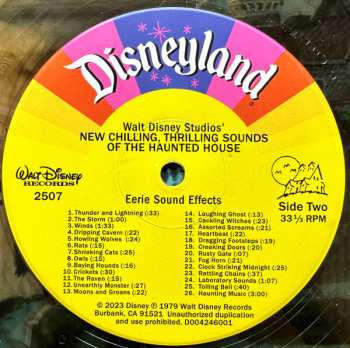 Disneyland
Walt Disney Studios'
NEW CHILLING, THRILLING SOUNDS
OF THE HAUNTED HOUSE
WALT DISNEY
RECORDS
2507
Eerie Sound Effects
Side Two
33 1/3 RPM
1. Thunder and Lightning (:33)
2. The Storm (1:00)
3. Winds (1:33)
4. Dripping Cavern (:22)
5. Howling Wolves (:24)
6. Rats (:15)
7. Shrieking Cats (:25)
8. Owls (:15)
9. Baying Hounds (:16)
10. Crickets (:30)
11. The Raven (:15)
12. Unearthly Monster (:27)
13. Moans and Groans (:22)
14. Laughing Ghost (:13)
15. Cackling Witches (:23)
16. Assorted Screams (:21)
17. Heartbeat (:22)
18. Dragging Footsteps (:20)
19. Creaking Doors (:20)
20. Rusty Gate (:12)
21. Fog Horn (:21)
22. Clock Striking Midnight (:25)
23. Rattling Chains (:37)
24. Laboratory Sounds (:20)
25. Tolling Bell (:40)
26. Haunting Music (3:00)
© 2023 Disney ℗ 1979 Walt Disney Records
Burbank, CA 91521. Unauthorized duplication
and use prohibited. D004246001